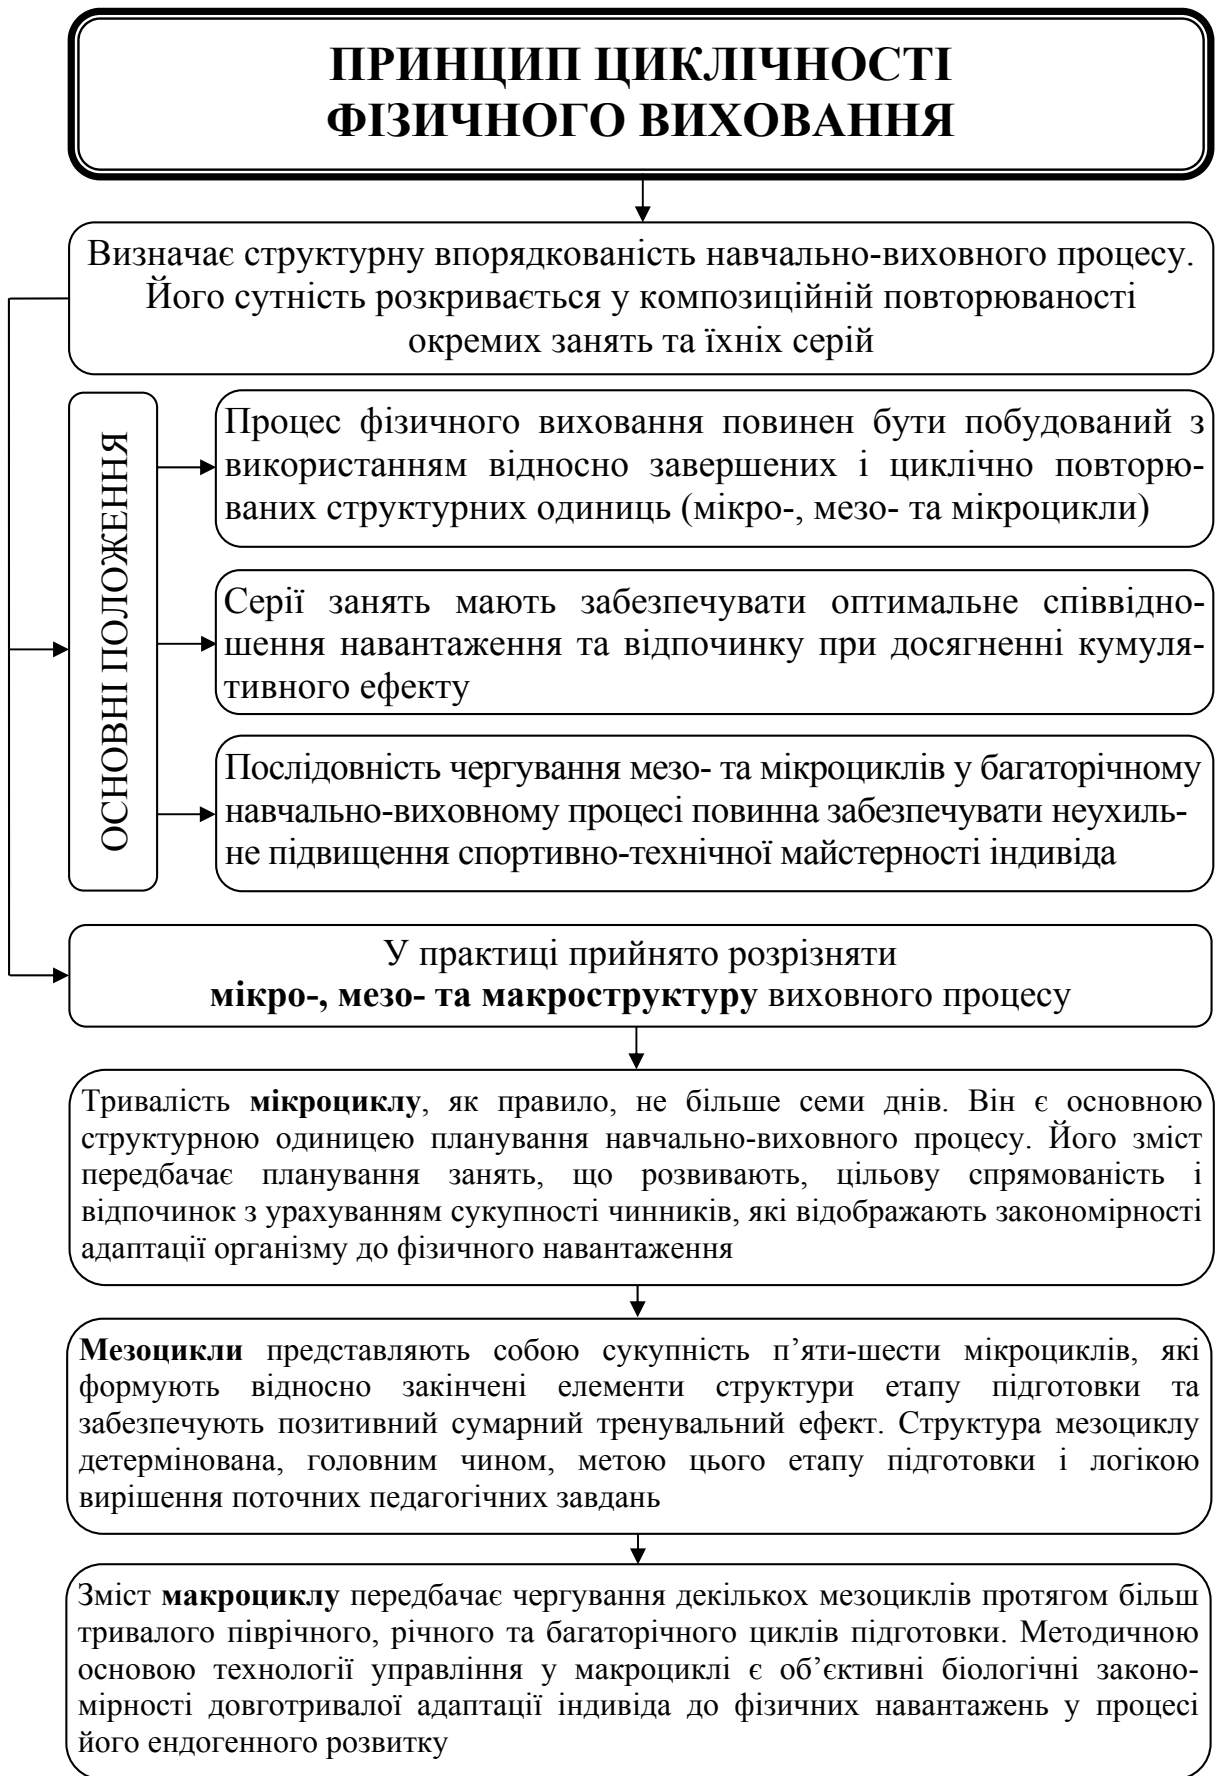 ПРИНЦИП ЦИКЛІЧНОСТІ
ФІЗИЧНОГО ВИХОВАННЯ
Визначає структурну впорядкованість навчально-виховного процесу.
Його сутність розкривається у композиційній повторюваності
окремих занять та їхніх серій
ОСНОВНІ ПОЛОЖЕННЯ
Процес фізичного виховання повинен бути побудований з
використанням відносно завершених і циклічно повторю-
ваних структурних одиниць (мікро-, мезо- та мікроцикли)
Серії занять мають забезпечувати оптимальне співвідно-
шення навантаження та відпочинку при досягненні кумуля-
тивного ефекту
Послідовність чергування мезо- та мікроциклів у багаторічному
навчально-виховному процесі повинна забезпечувати неухиль-
не підвищення спортивно-технічної майстерності індивіда
У практиці прийнято розрізняти
мікро-, мезо- та макроструктуру виховного процесу
Тривалість мікроциклу, як правило, не більше семи днів. Він є основною
структурною одиницею планування навчально-виховного процесу. Його зміст
передбачає планування занять, що розвивають, цільову спрямованість і
відпочинок з урахуванням сукупності чинників, які відображають закономірності
адаптації організму до фізичного навантаження
Мезоцикли представляють собою сукупність п’яти-шести мікроциклів, які
формують відносно закінчені елементи структури етапу підготовки та
забезпечують позитивний сумарний тренувальний ефект. Структура мезоциклу
детермінована, головним чином, метою цього етапу підготовки і логікою
вирішення поточних педагогічних завдань
Зміст макроциклу передбачає чергування декількох мезоциклів протягом більш
тривалого піврічного, річного та багаторічного циклів підготовки. Методичною
основою технології управління у макроциклі є об’єктивні біологічні законо-
мірності довготривалої адаптації індивіда до фізичних навантажень у процесі
його ендогенного розвитку